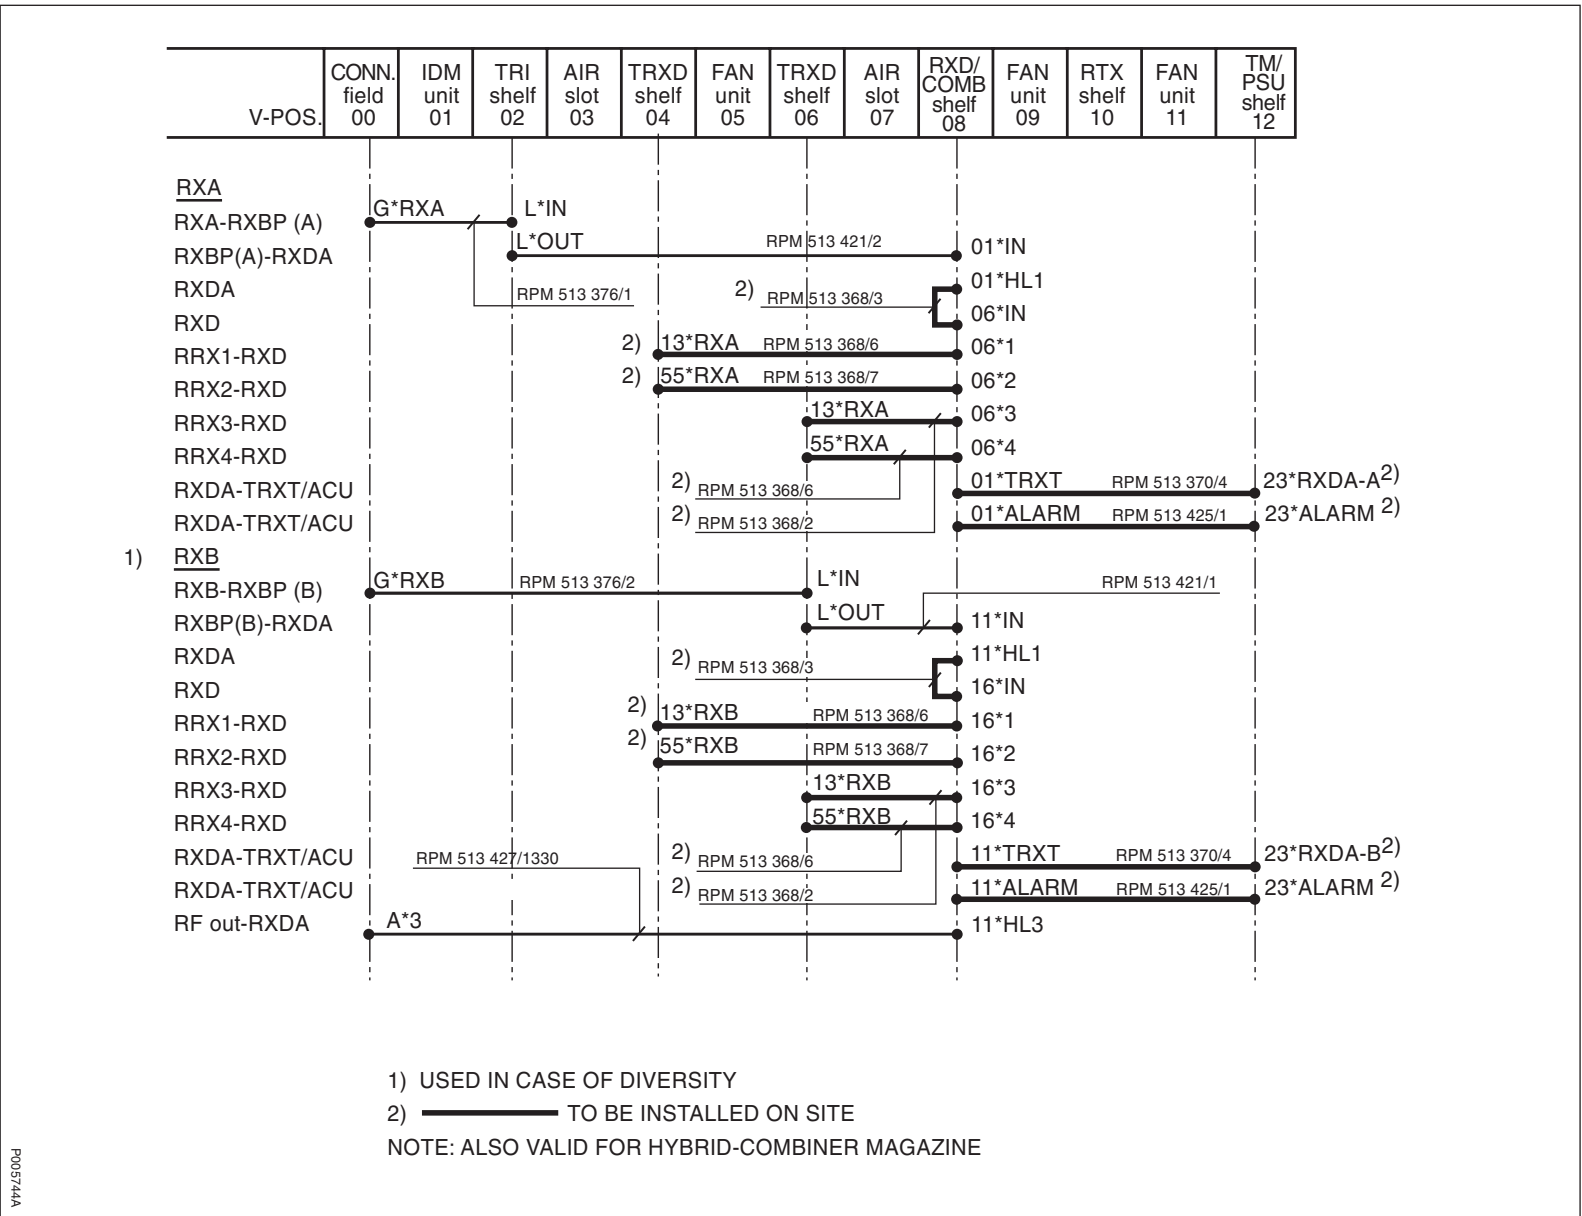 V-POS.
CONN. field 00
IDM unit 01
TRI shelf 02
AIR slot 03
TRXD shelf 04
FAN unit 05
TRXD shelf 06
AIR slot 07
RXD/ COMB shelf 08
FAN unit 09
RTX shelf 10
FAN unit 11
TM/ PSU shelf 12
RXA
RXA-RXBP (A) G*RXA L*IN
RXBP(A)-RXDA L*OUT RPM 513 421/2 01*IN
RXDA RPM 513 376/1 2) RPM 513 368/3 01*HL1
RXD 06*IN
RRX1-RXD 2) 13*RXA RPM 513 368/6 06*1
RRX2-RXD 2) 55*RXA RPM 513 368/7 06*2
RRX3-RXD 13*RXA 06*3
RRX4-RXD 55*RXA 06*4
RXDA-TRXT/ACU 2) RPM 513 368/6 01*TRXT RPM 513 370/4 23*RXDA-A 2)
RXDA-TRXT/ACU 2) RPM 513 368/2 01*ALARM RPM 513 425/1 23*ALARM 2)
1) RXB
RXB-RXBP (B) G*RXB RPM 513 376/2 L*IN RPM 513 421/1
RXBP(B)-RXDA L*OUT 11*IN
RXDA 2) RPM 513 368/3 11*HL1
RXD 16*IN
RRX1-RXD 2) 13*RXB RPM 513 368/6 16*1
RRX2-RXD 2) 55*RXB RPM 513 368/7 16*2
RRX3-RXD 13*RXB 16*3
RRX4-RXD 55*RXB 16*4
RXDA-TRXT/ACU RPM 513 427/1330 2) RPM 513 368/6 11*TRXT RPM 513 370/4 23*RXDA-B 2)
RXDA-TRXT/ACU 2) RPM 513 368/2 11*ALARM RPM 513 425/1 23*ALARM 2)
RF out-RXDA A*3 11*HL3
1) USED IN CASE OF DIVERSITY
2) TO BE INSTALLED ON SITE
NOTE: ALSO VALID FOR HYBRID-COMBINER MAGAZINE
P005744A